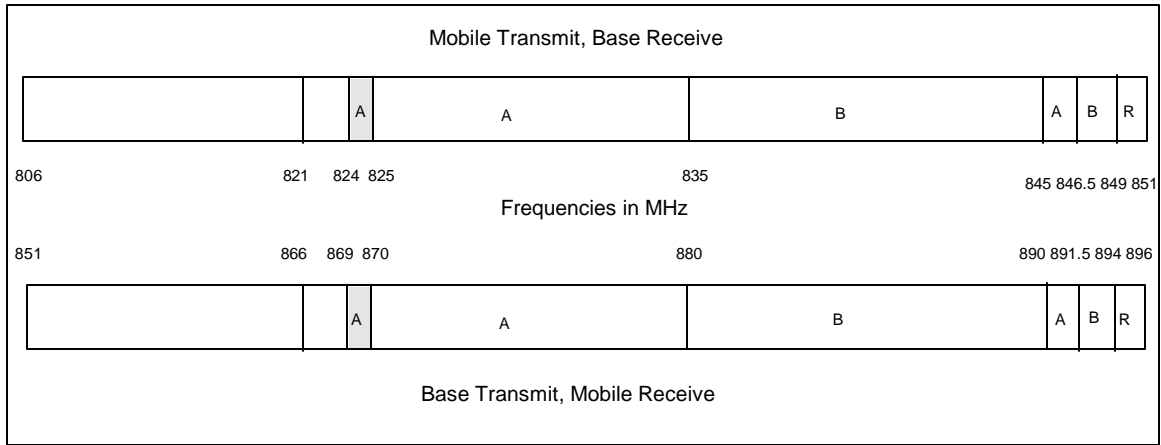 Mobile Transmit, Base Receive
A A B A B R
806 821 824 825 835 845 846.5 849 851
Frequencies in MHz
851 866 869 870 880 890 891.5 894 896
A A B A B R
Base Transmit, Mobile Receive